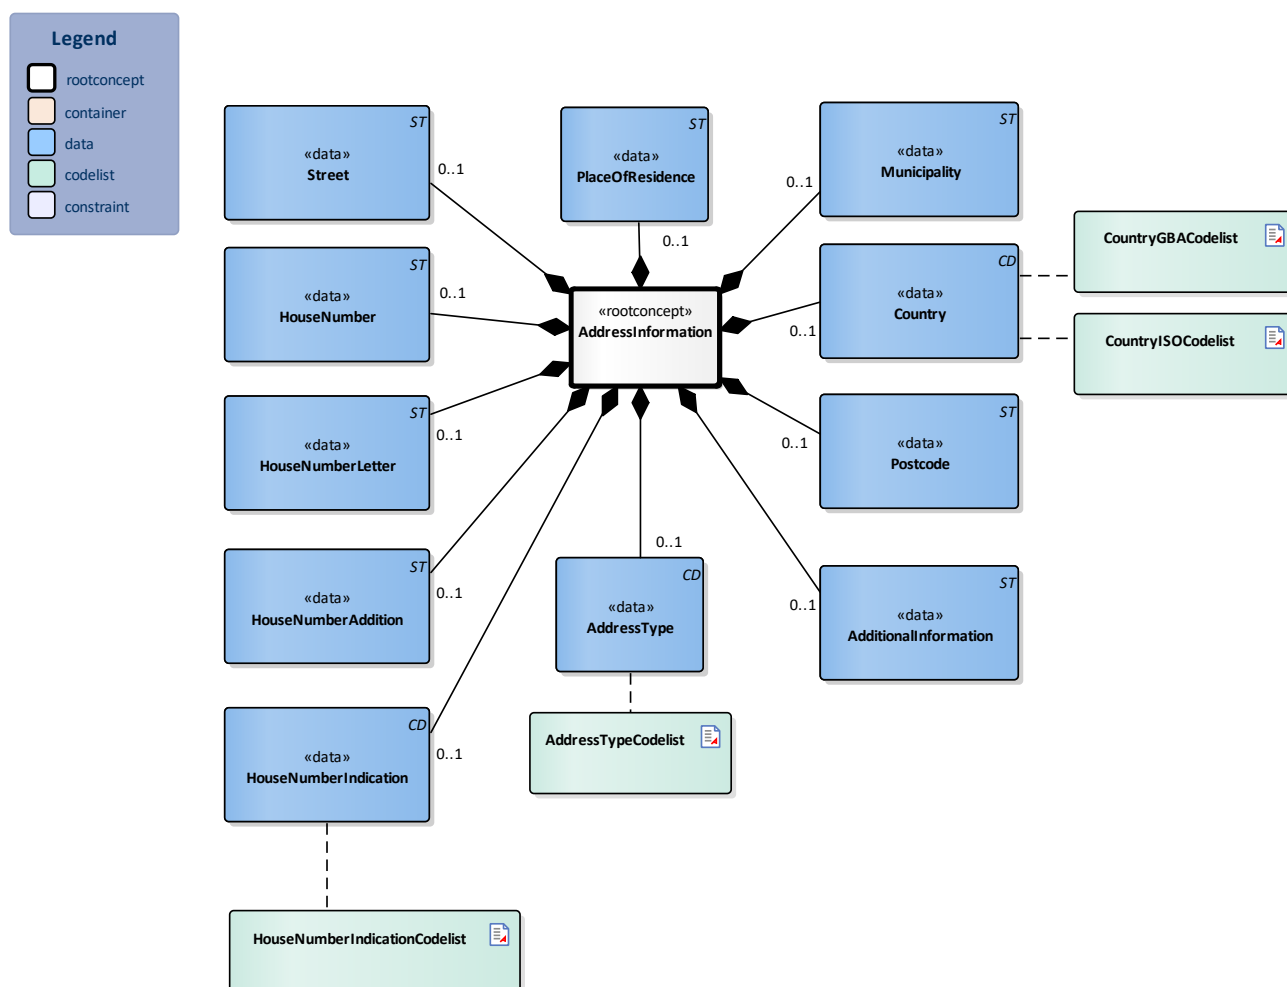 Legend
rootconcept
container
data
codelist
constraint
ST
«data»
Street
0..1
ST
«data»
PlaceOfResidence
0..1
ST
«data»
Municipality
0..1
ST
«data»
HouseNumber
0..1
«rootconcept»
AddressInformation
CD
«data»
Country
0..1
CountryGBACodelist
CountryISOCodelist
ST
«data»
HouseNumberLetter
0..1
ST
«data»
Postcode
0..1
ST
«data»
HouseNumberAddition
0..1
CD
«data»
AddressType
0..1
ST
«data»
AdditionalInformation
0..1
CD
«data»
HouseNumberIndication
0..1
AddressTypeCodelist
HouseNumberIndicationCodelist